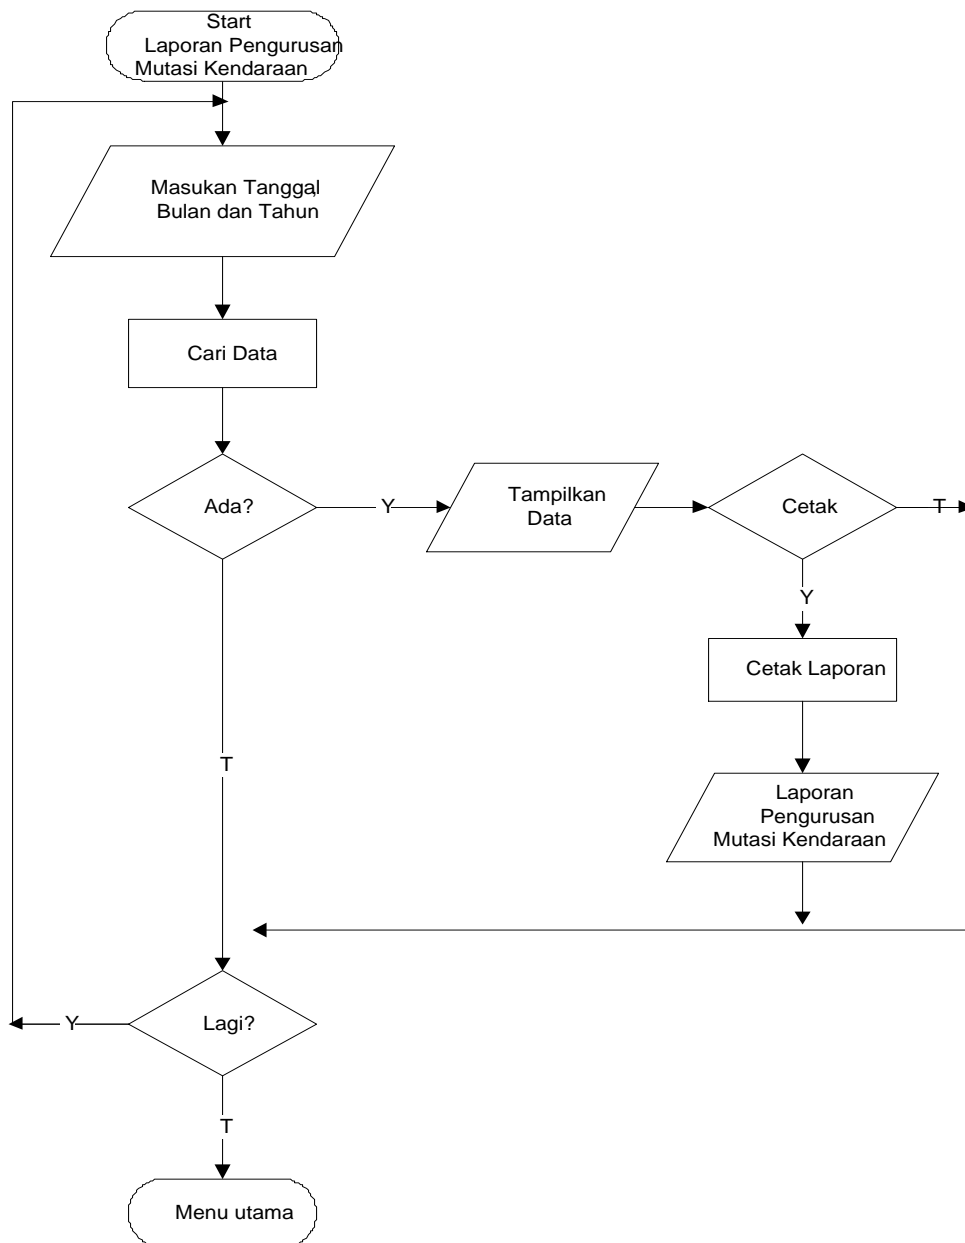 Start
Laporan Pengurusan
Mutasi Kendaraan
Masukan Tanggal,
Bulan dan Tahun
Cari Data
Ada?
Y
Tampilkan
Data
Cetak
T
Y
Cetak Laporan
T
Laporan
Pengurusan
Mutasi Kendaraan
Y
Lagi?
T
Menu utama